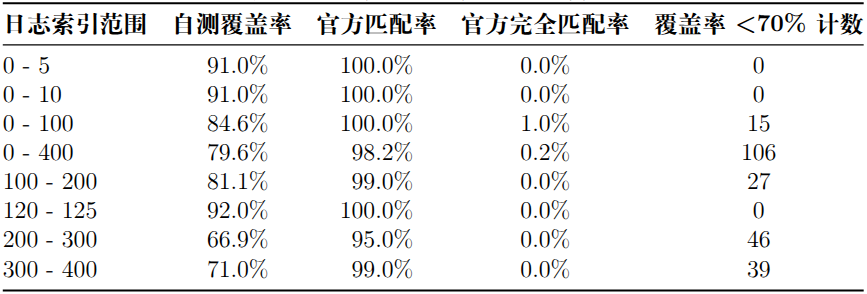 日志索引范围 自测覆盖率 官方匹配率 官方完全匹配率 覆盖率 <70% 计数
0 - 5 91.0% 100.0% 0.0% 0
0 - 10 91.0% 100.0% 0.0% 0
0 - 100 84.6% 100.0% 1.0% 15
0 - 400 79.6% 98.2% 0.2% 106
100 - 200 81.1% 99.0% 0.0% 27
120 - 125 92.0% 100.0% 0.0% 0
200 - 300 66.9% 95.0% 0.0% 46
300 - 400 71.0% 99.0% 0.0% 39